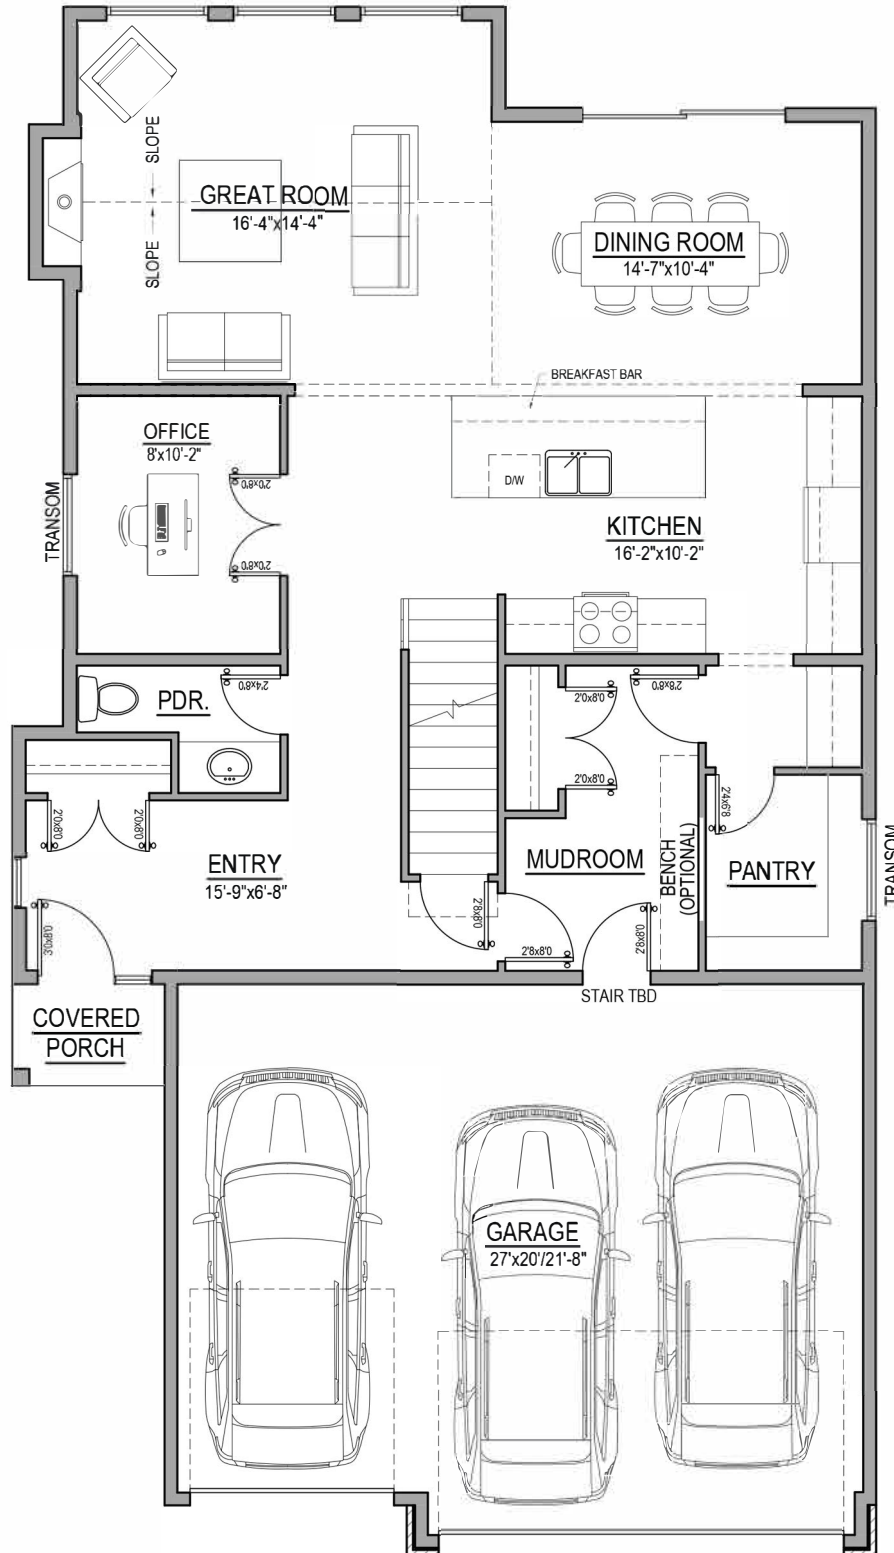 SLOPE
SLOPE
GREAT ROOM
16'-4"x14'-4"
DINING ROOM
14'-7"x10'-4"
BREAKFAST BAR
OFFICE
8'x10'-2"
2'0x8'0
2'0x8'0
TRANSOM
D/W
KITCHEN
16'-2"x10'-2"
PDR.
2'4x8'0
2'0x8'0
2'0x8'0
2'8x8'0
2'0x8'0
2'0x8'0
2'4x6'8
ENTRY
15'-9"x6'-8"
MUDROOM
BENCH
(OPTIONAL)
PANTRY
TRANSOM
3'0x8'0
2'8x8'0
2'8x8'0
2'8x8'0
STAIR TBD
COVERED
PORCH
GARAGE
27'x20'/21'-8"